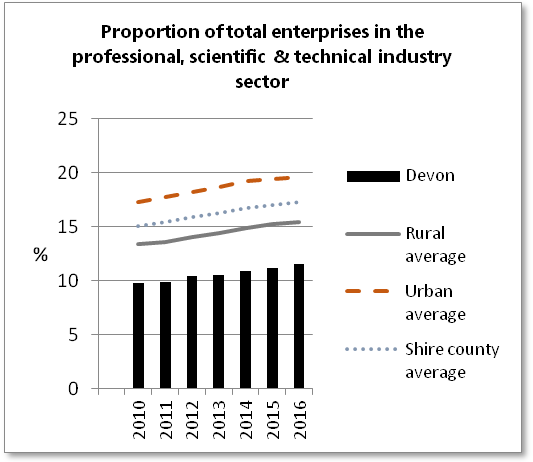 Proportion of total enterprises in the
professional, scientific & technical industry
sector
25
20
15
10
5
0
%
2010
2011
2012
2013
2014
2015
2016
Devon
Rural
average
Urban
average
Shire county
average